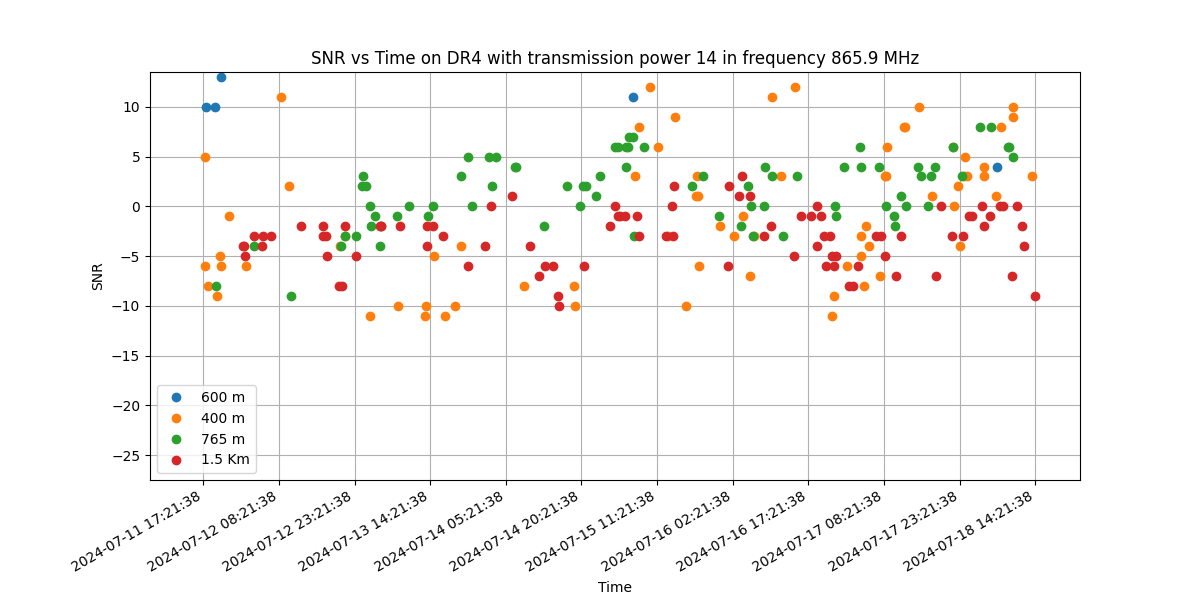 SNR vs Time on DR4 with transmission power 14 in frequency 865.9 MHz
10
5
0
−5
−10
−15
−20
−25
SNR
600 m
400 m
765 m
1.5 Km
2024-07-11 17:21:38
2024-07-12 08:21:38
2024-07-12 23:21:38
2024-07-13 14:21:38
2024-07-14 05:21:38
2024-07-14 20:21:38
2024-07-15 11:21:38
2024-07-16 02:21:38
2024-07-16 17:21:38
2024-07-17 08:21:38
2024-07-17 23:21:38
2024-07-18 14:21:38
Time